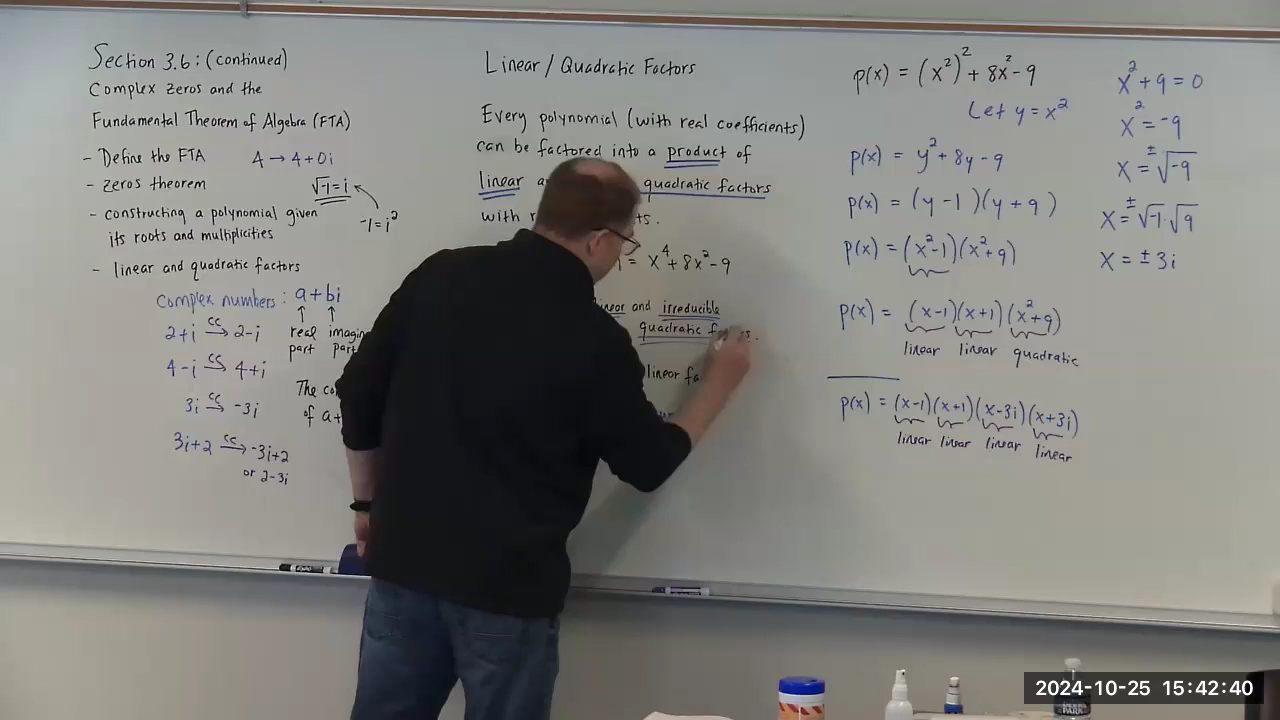 Section 3.6: (continued)
Complex zeros and the
Fundamental Theorem of Algebra (FTA)
- Define the FTA 4 → 4+0i
- zeros theorem √-1 = i
- constructing a polynomial given
its roots and multiplicities
-1 = i²
- linear and quadratic factors
Complex numbers: a+bi
↑ ↑
real
part part
2+i cc→ 2-i
4-i cc→ 4+i
3i cc→ -3i
3i+2 cc→ -3i+2
or 2-3i
The
of a+
Linear / Quadratic Factors
Every polynomial (with real coefficients)
can be factored into a product of
linear quadratic factors
with
= x⁴+8x²-9
and irreducible
quadratic
linear
p(x) = (x²)²+8x²-9
Let y = x²
p(x) = y²+8y-9
p(x) = (y-1)(y+9)
p(x) = (x²-1)(x²+9)
p(x) = (x-1)(x+1)(x²+9)
linear linear quadratic
p(x) = (x-1)(x+1)(x-3i)(x+3i)
linear linear linear linear
x²+9=0
x²=-9
x=±√-9
x=±√-1·√9
x=±3i
2024-10-25 15:42:40